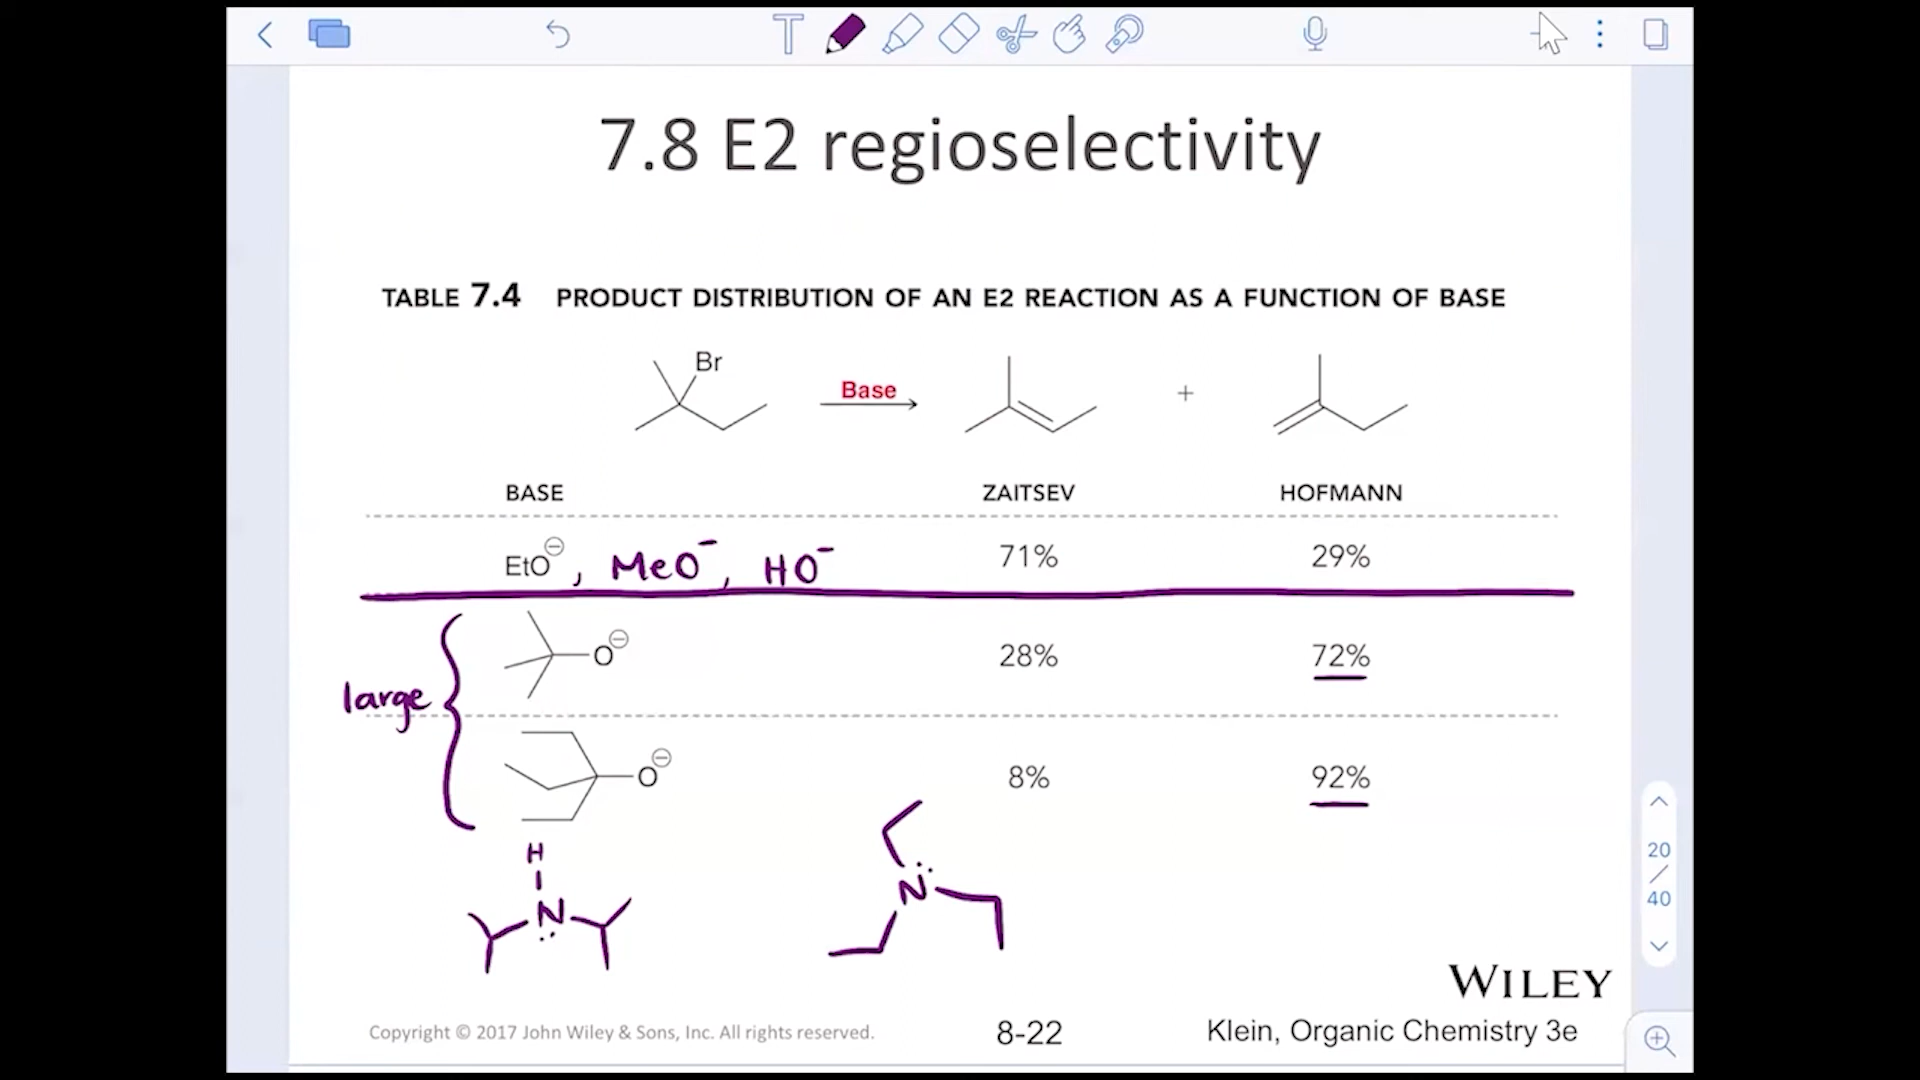 7.8 E2 regioselectivity
TABLE 7.4 PRODUCT DISTRIBUTION OF AN E2 REACTION AS A FUNCTION OF BASE
Br
Base
+
BASE ZAITSEV HOFMANN
EtO⊖, MeO⁻, HO⁻ 71% 29%
O⊖ 28% 72%
large
O⊖ 8% 92%
H
N
N
20
/
40
WILEY
Copyright © 2017 John Wiley & Sons, Inc. All rights reserved. 8-22 Klein, Organic Chemistry 3e